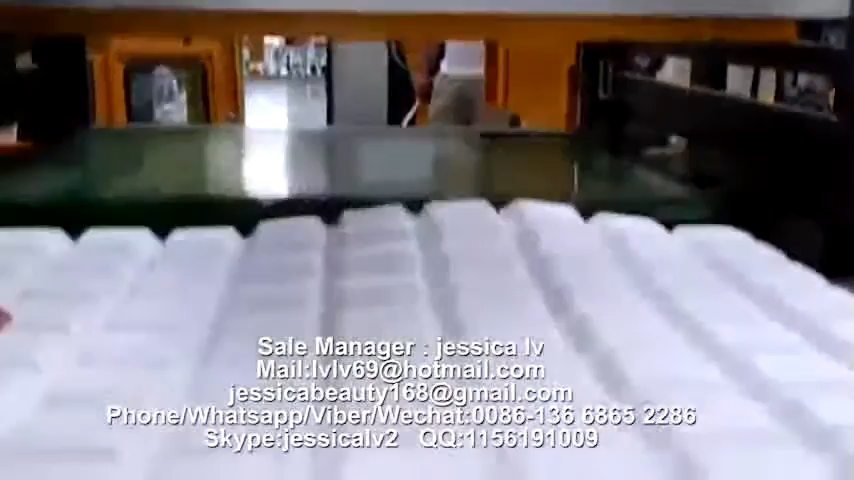 Sale Manager : jessica lv
Mail:lvlv69@hotmail.com
jessicabeauty168@gmail.com
Phone/Whatsapp/Viber/Wechat:0086-136 6865 2286
Skype:jessicalv2 QQ:1156191009